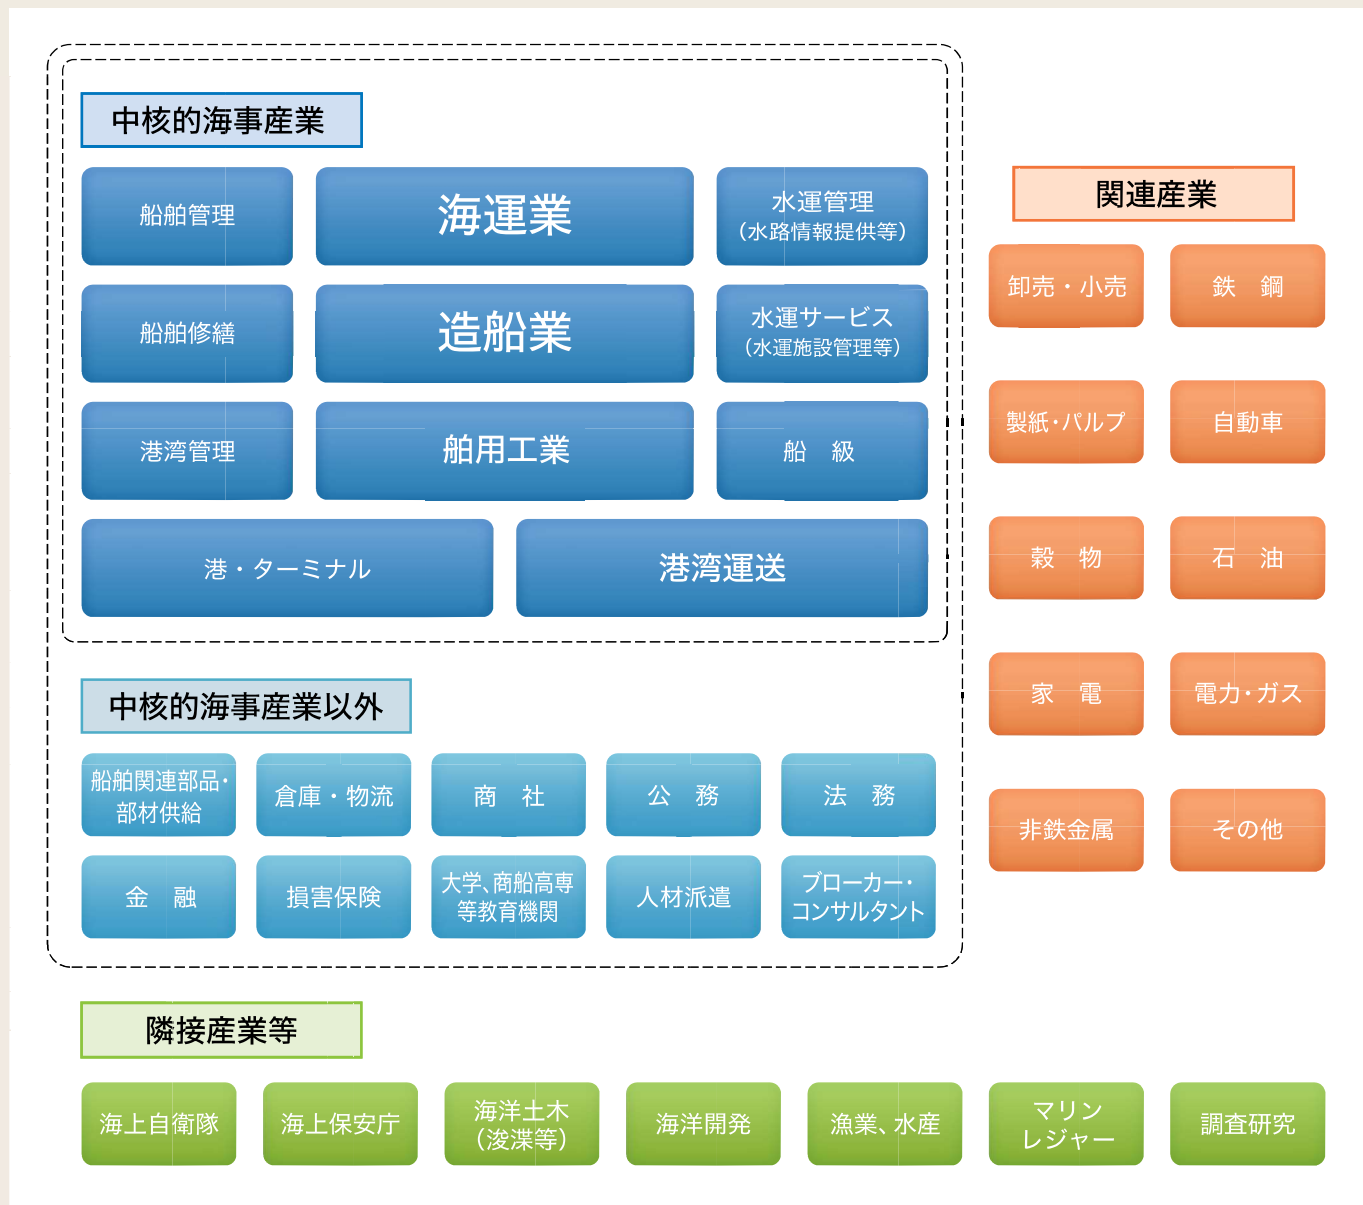 中核的海事産業
船舶管理
海運業
水運管理
(水路情報提供等)
船舶修繕
造船業
水運サービス
(水運施設管理等)
港湾管理
舶用工業
船　級
港・ターミナル
港湾運送
中核的海事産業以外
船舶関連部品・
部材供給
倉庫・物流
商　社
公　務
法　務
金　融
損害保険
大学、商船高専
等教育機関
人材派遣
ブローカー・
コンサルタント
関連産業
卸売・小売
鉄　鋼
製紙・パルプ
自動車
穀　物
石　油
家　電
電力・ガス
非鉄金属
その他
隣接産業等
海上自衛隊
海上保安庁
海洋土木
(浚渫等)
海洋開発
漁業、水産
マリン
レジャー
調査研究